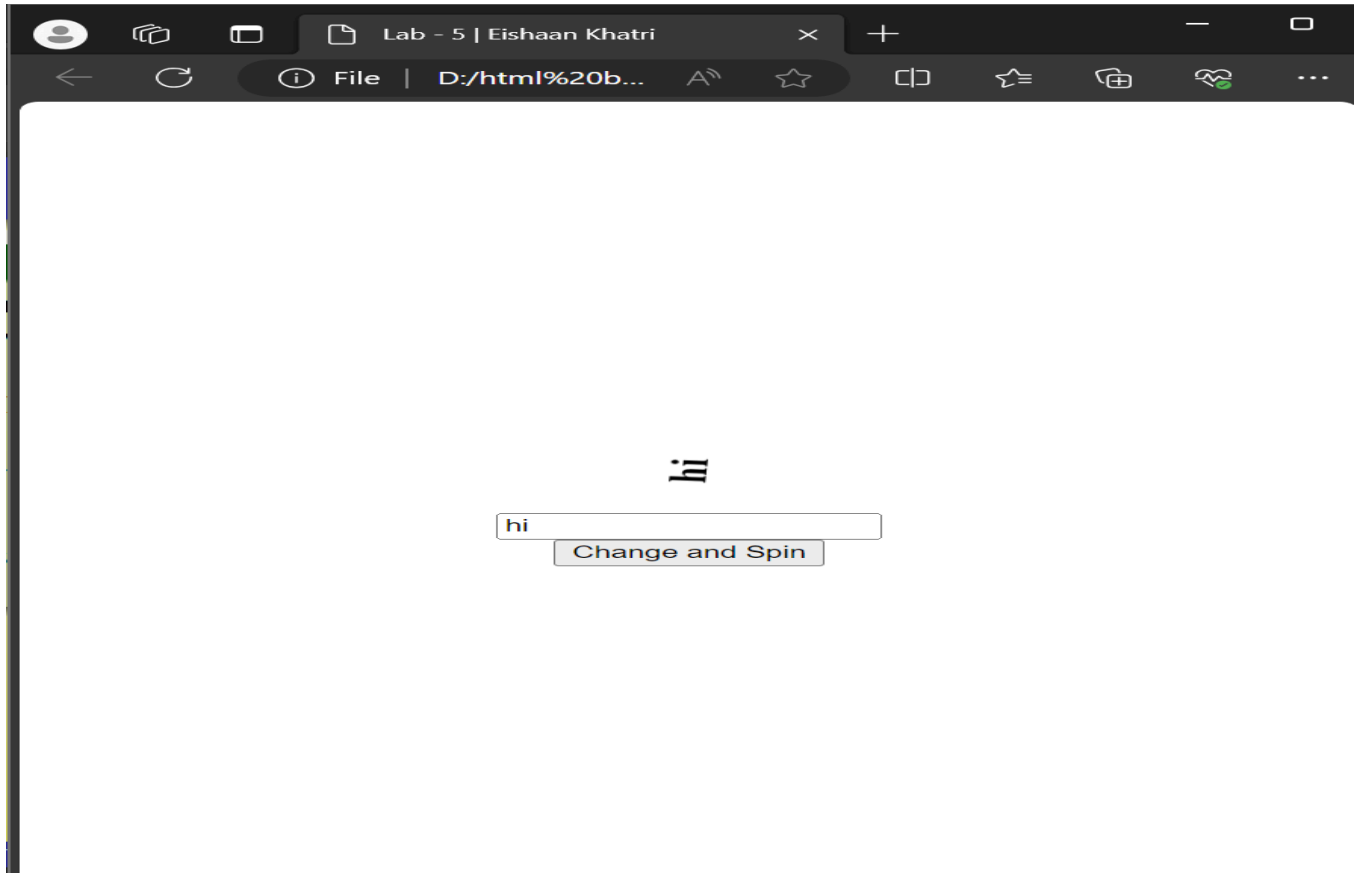 Lab - 5 | Eishaan Khatri
File | D:/html%20b...
hi
hi
Change and Spin